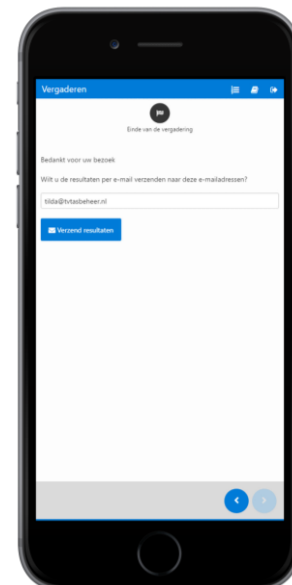 Vergaderen
Einde van de vergadering
Bedankt voor uw bezoek
Wilt u de resultaten per e-mail verzenden naar deze e-mailadressen?
tilda@tvtasbeheer.nl
Verzend resultaten